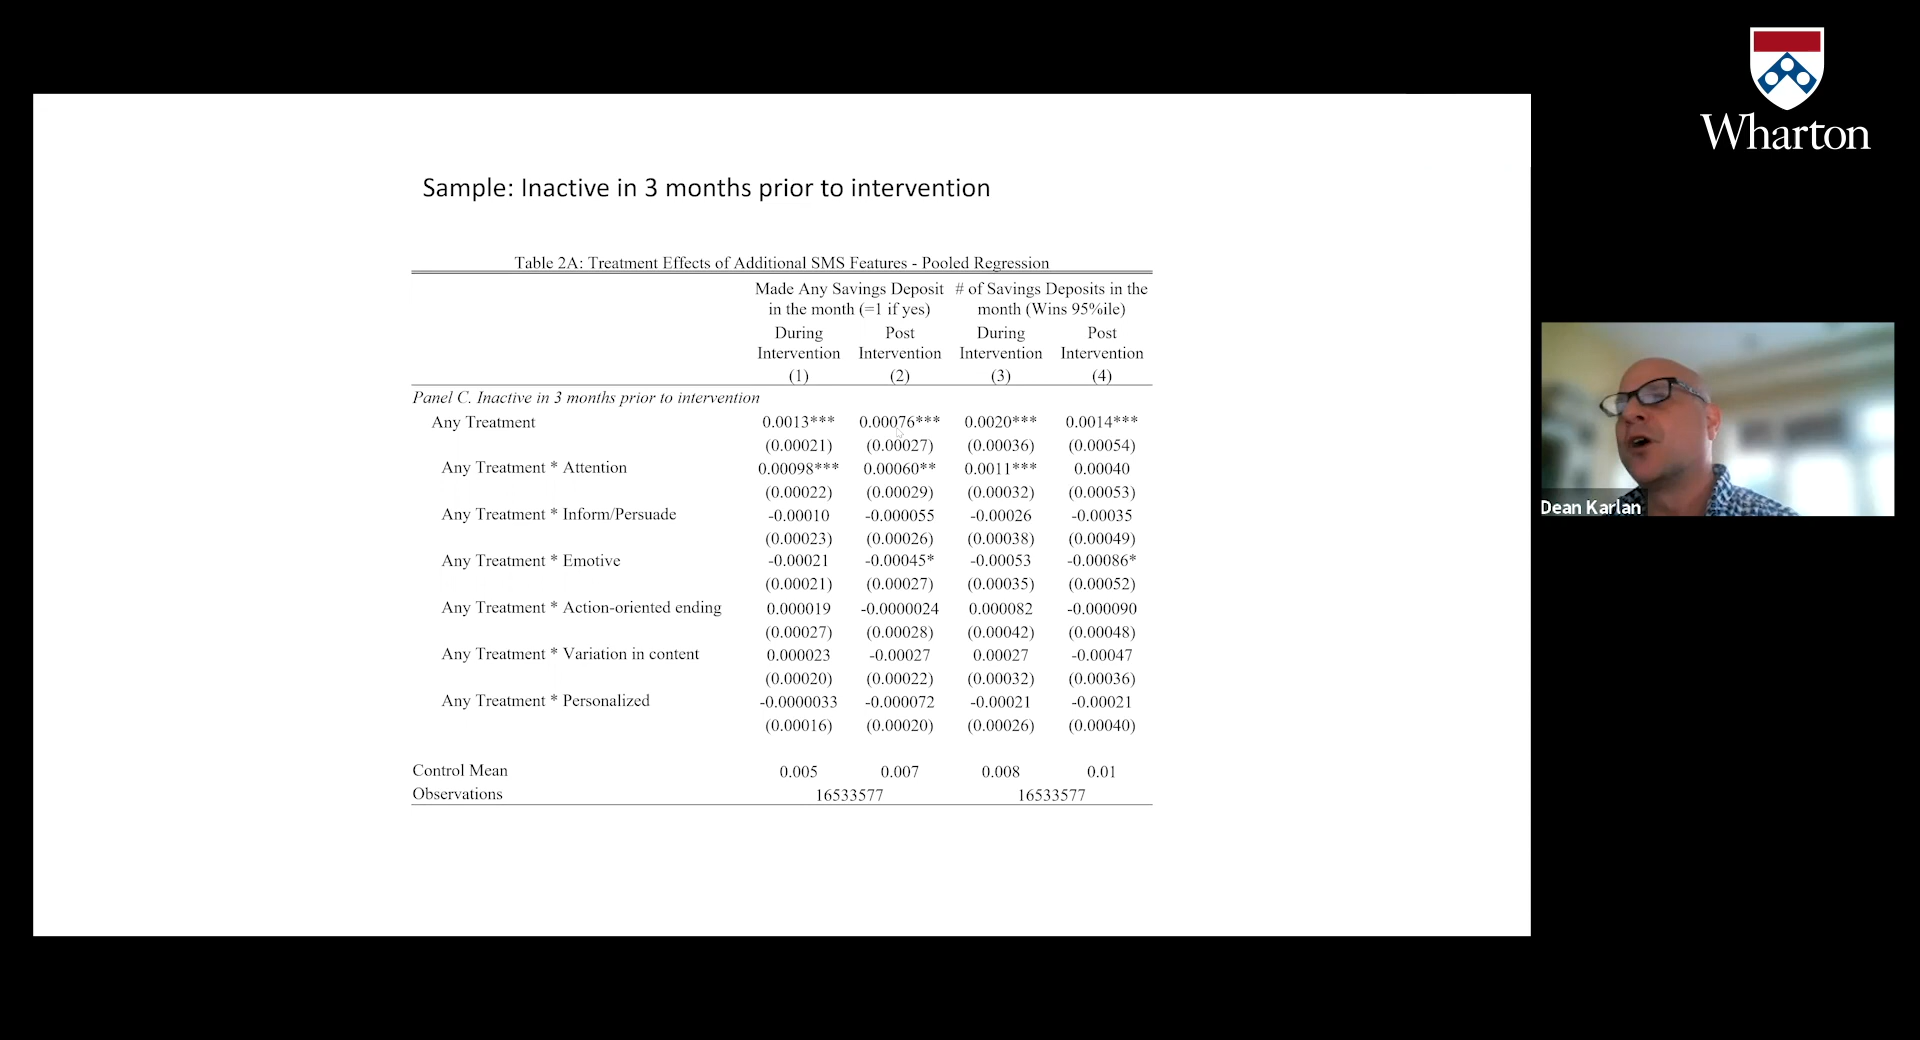 Wharton
Sample: Inactive in 3 months prior to intervention
Table 2A: Treatment Effects of Additional SMS Features - Pooled Regression
Made Any Savings Deposit # of Savings Deposits in the
in the month (=1 if yes) month (Wins 95%ile)
During Post During Post
Intervention Intervention Intervention Intervention
(1) (2) (3) (4)
Panel C. Inactive in 3 months prior to intervention
Any Treatment 0.0013*** 0.00076*** 0.0020*** 0.0014***
(0.00021) (0.00027) (0.00036) (0.00054)
Any Treatment * Attention 0.00098*** 0.00060** 0.0011*** 0.00040
(0.00022) (0.00029) (0.00032) (0.00053)
Any Treatment * Inform/Persuade -0.00010 -0.000055 -0.00026 -0.00035
(0.00023) (0.00026) (0.00038) (0.00049)
Any Treatment * Emotive -0.00021 -0.00045* -0.00053 -0.00086*
(0.00021) (0.00027) (0.00035) (0.00052)
Any Treatment * Action-oriented ending 0.000019 -0.0000024 0.000082 -0.000090
(0.00027) (0.00028) (0.00042) (0.00048)
Any Treatment * Variation in content 0.000023 -0.00027 0.00027 -0.00047
(0.00020) (0.00022) (0.00032) (0.00036)
Any Treatment * Personalized -0.0000033 -0.000072 -0.00021 -0.00021
(0.00016) (0.00020) (0.00026) (0.00040)
Control Mean 0.005 0.007 0.008 0.01
Observations 16533577 16533577
Dean Karlan